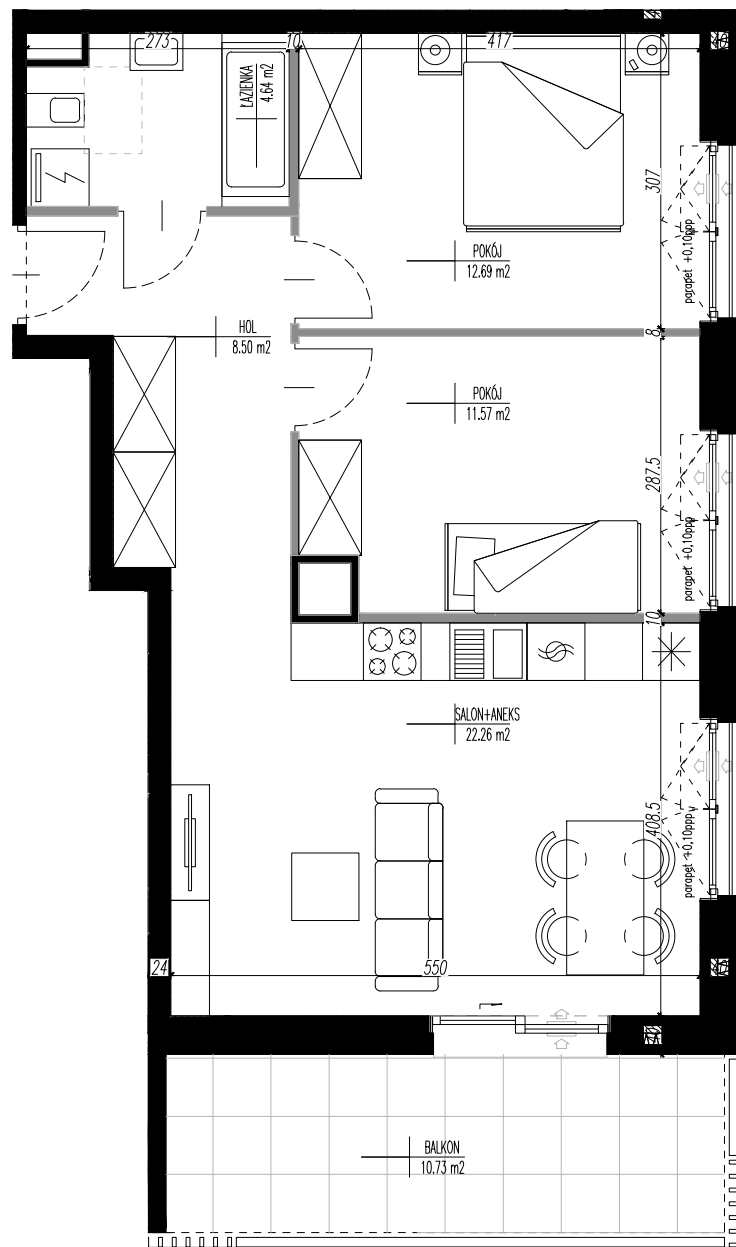 273
10
417
ŁAZIENKA
4.64 m2
307
parapet +0,10ppp
POKÓJ
12.69 m2
HOL
8.50 m2
8
POKÓJ
11.57 m2
287.5
parapet +0,10ppp
10
SALON+ANEKS
22.26 m2
408.5
parapet +0,10ppp
24
550
BALKON
10.73 m2